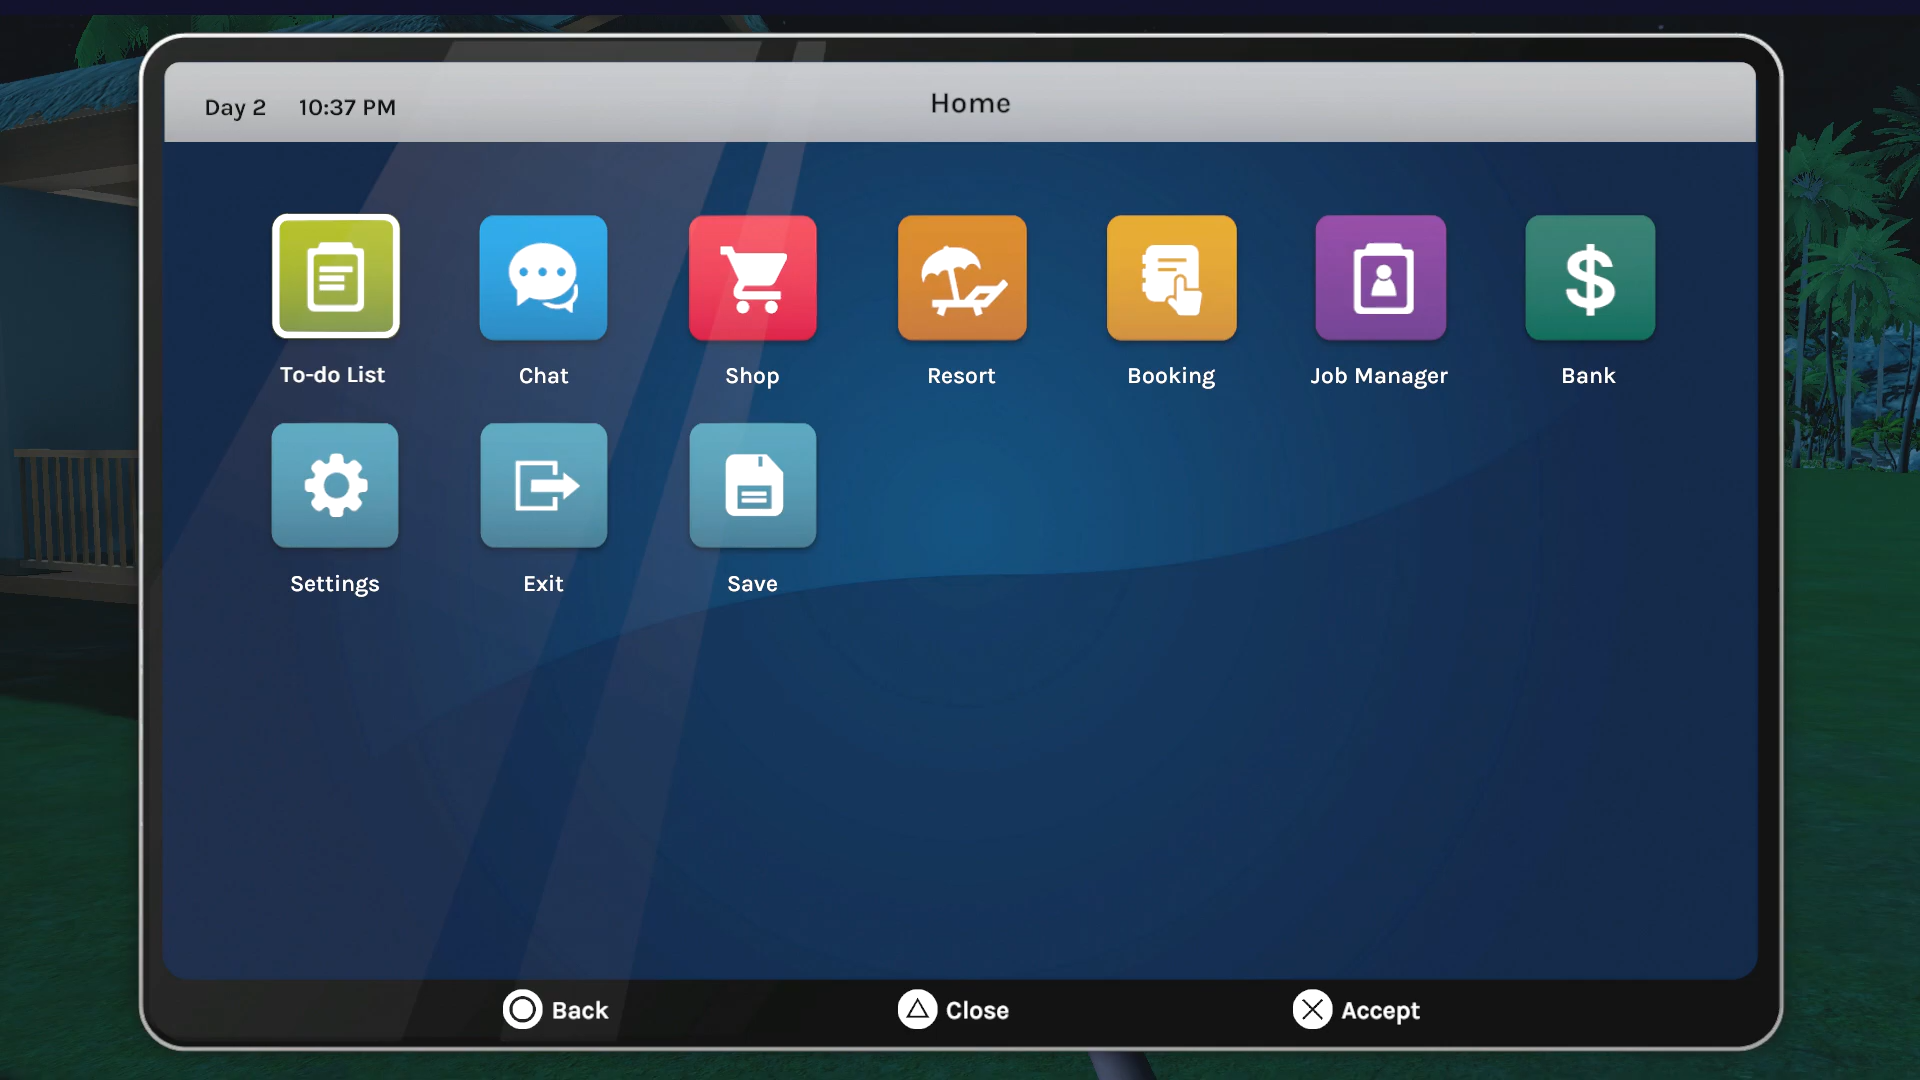 Day 2 10:37 PM
Home
To-do List
Chat
Shop
Resort
Booking
Job Manager
Bank
Settings
Exit
Save
Back
Close
Accept